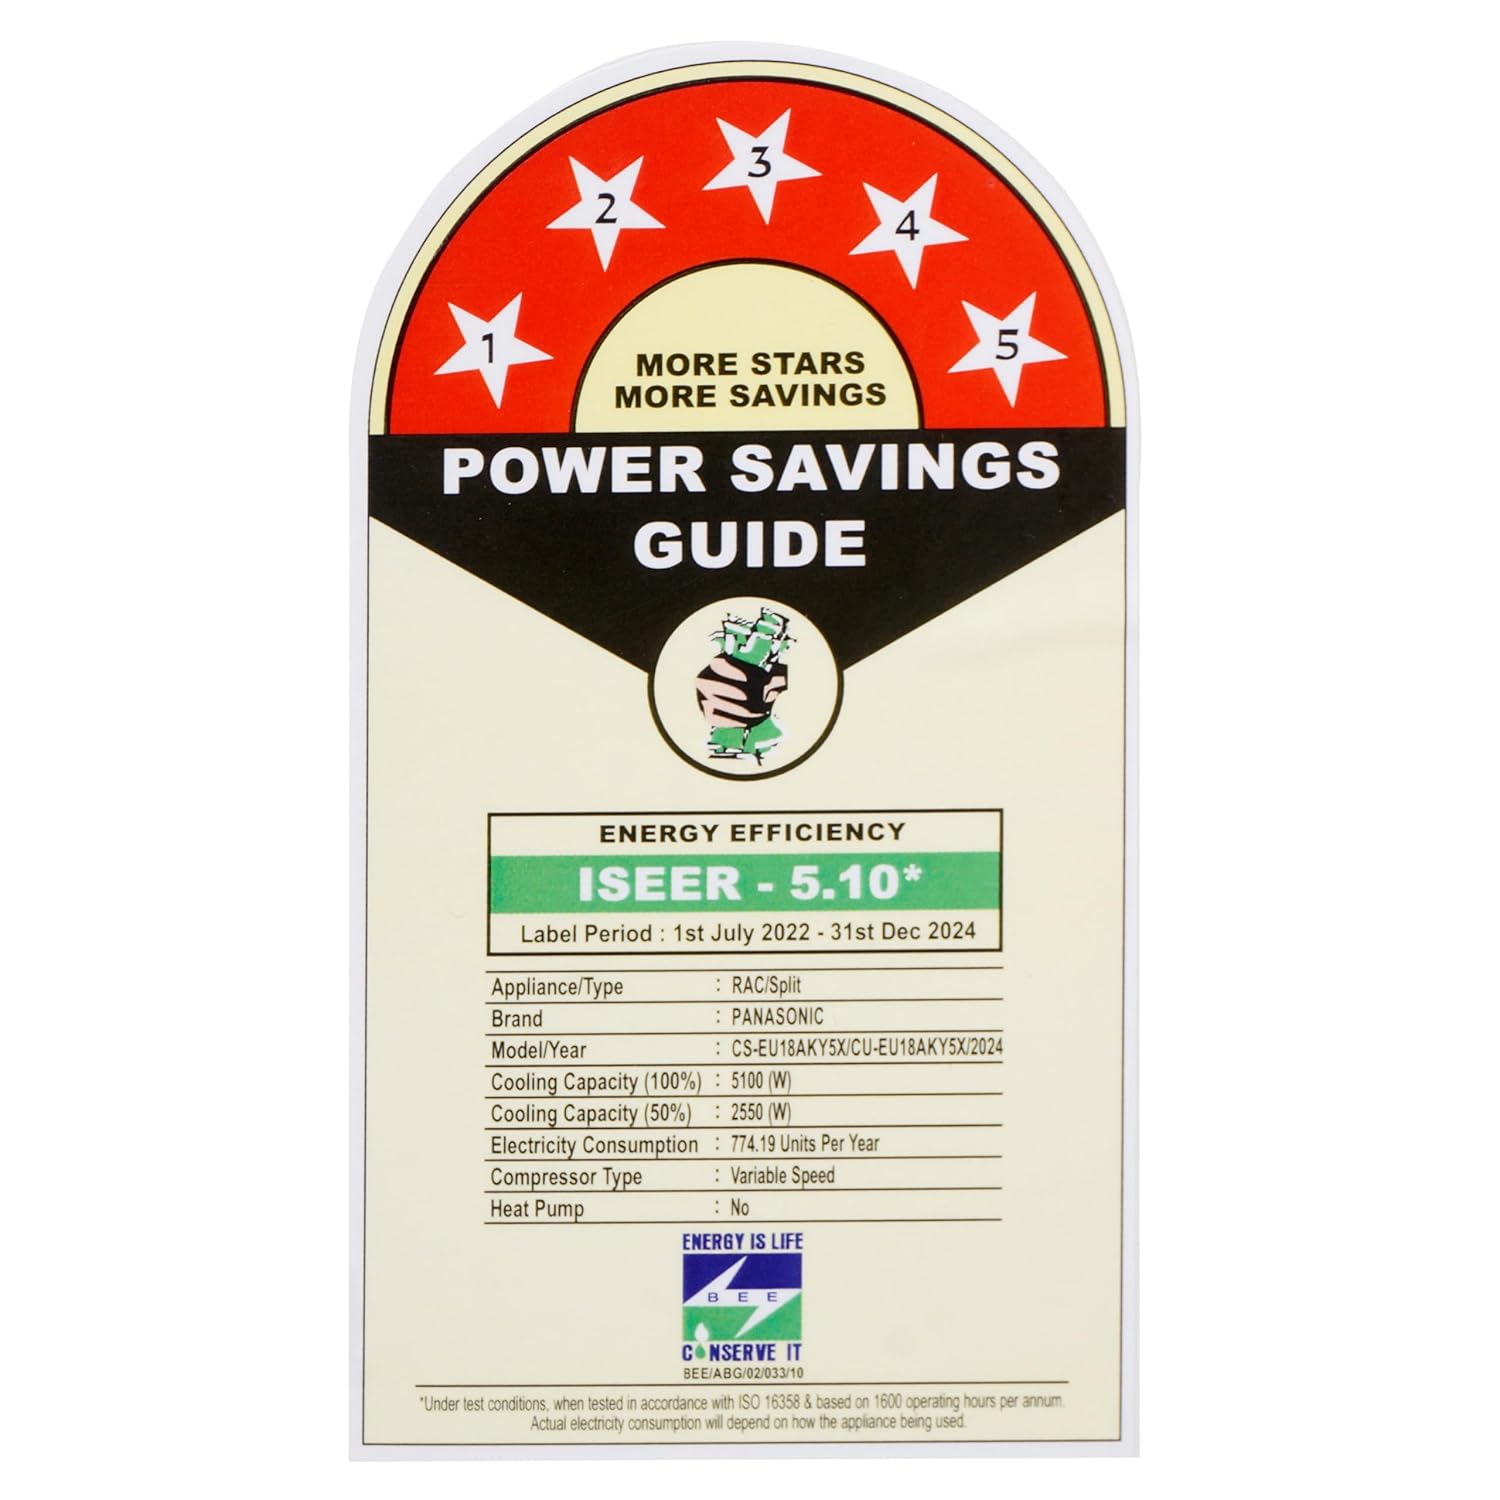 1
2
3
4
5
MORE STARS
MORE SAVINGS
POWER SAVINGS
GUIDE
ENERGY EFFICIENCY
ISEER - 5.10*
Label Period : 1st July 2022 - 31st Dec 2024
Appliance/Type : RAC/Split
Brand : PANASONIC
Model/Year : CS-EU18AKY5X/CU-EU18AKY5X/2024
Cooling Capacity (100%) : 5100 (W)
Cooling Capacity (50%) : 2550 (W)
Electricity Consumption : 774.19 Units Per Year
Compressor Type : Variable Speed
Heat Pump : No
ENERGY IS LIFE
BEE
CONSERVE IT
BEE/ABG/02/033/10
*Under test conditions, when tested in accordance with ISO 16358 & based on 1600 operating hours per annum.
Actual electricity consumption will depend on how the appliance being used.